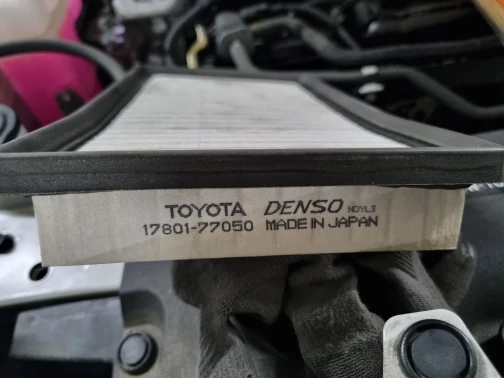 TOYOTA DENSO NDYL3
17801-77050 MADE IN JAPAN